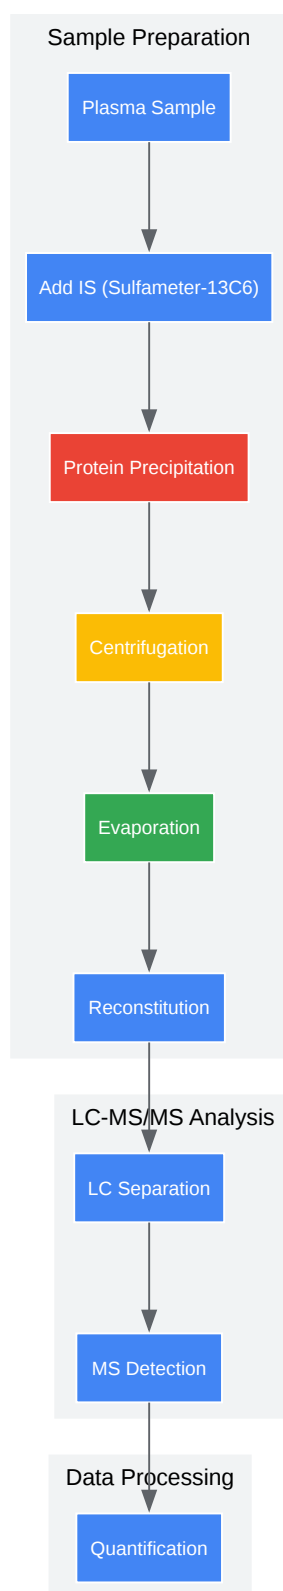 Sample Preparation
Plasma Sample
Add IS (Sulfameter-13C6)
Protein Precipitation
Centrifugation
Evaporation
Reconstitution
LC-MS/MS Analysis
LC Separation
MS Detection
Data Processing
Quantification